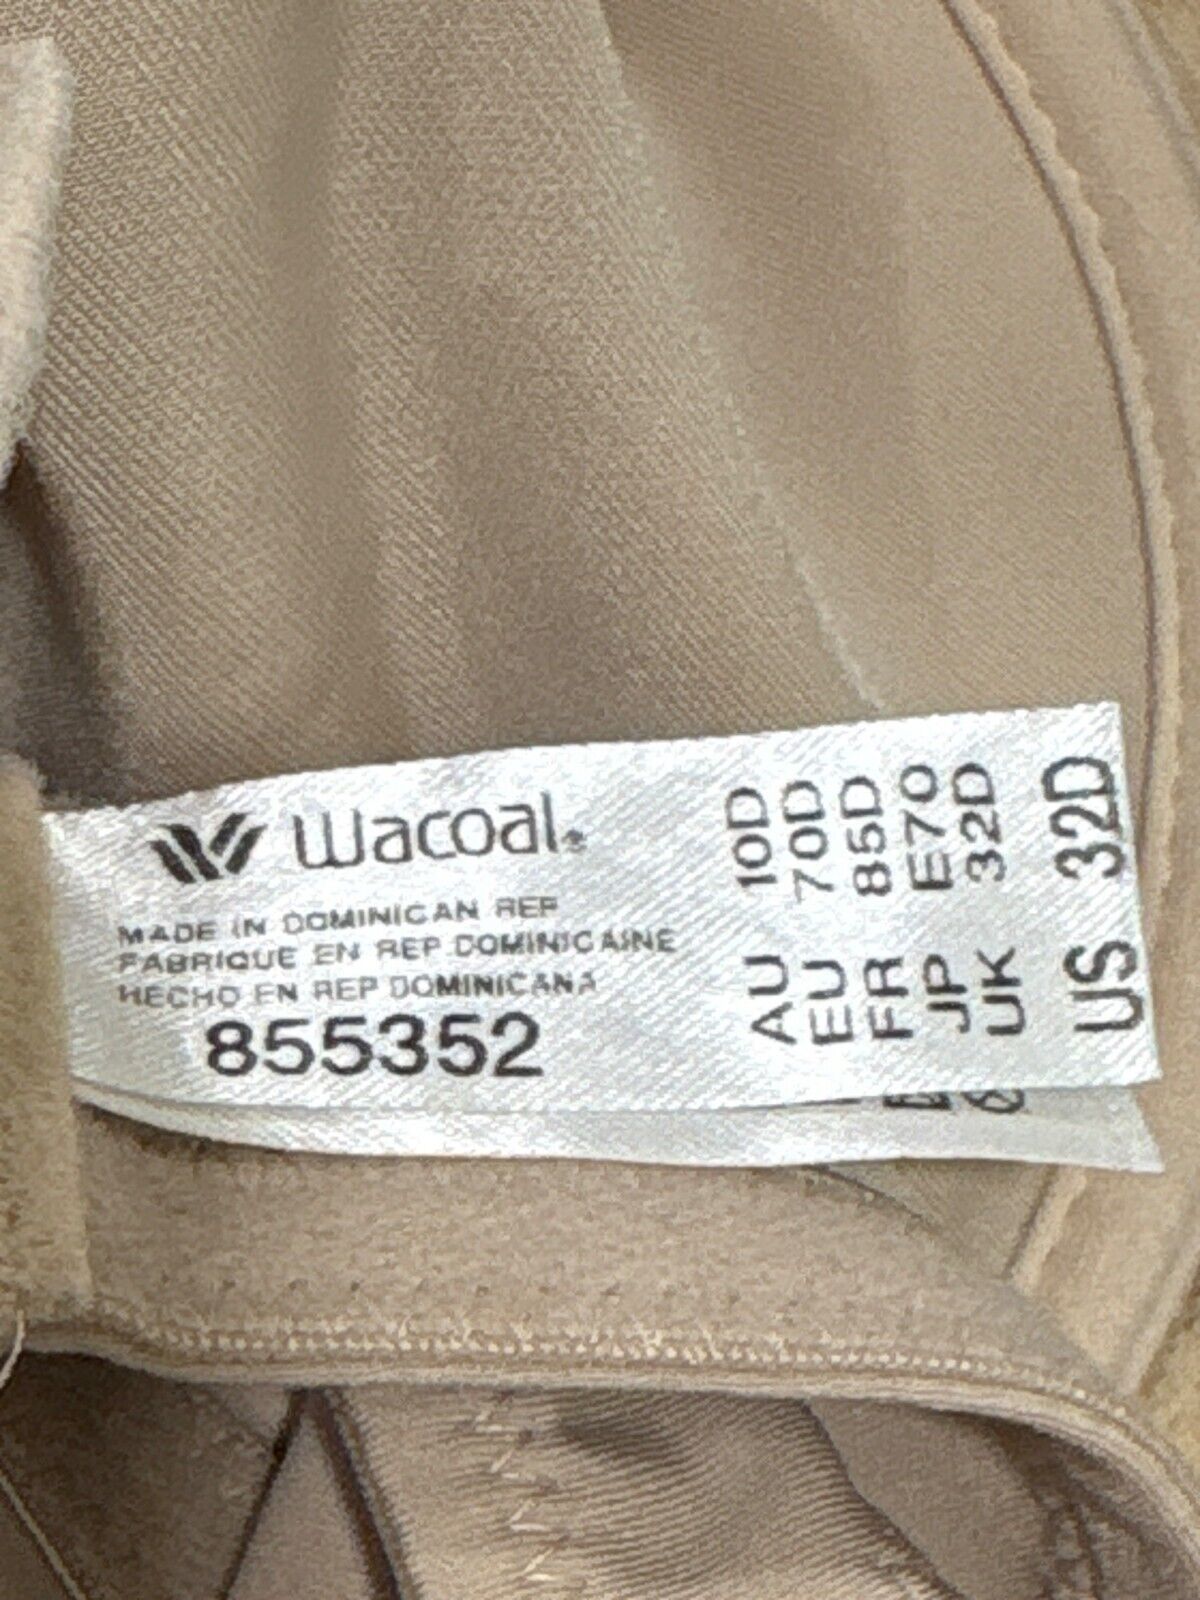 Wacoal
MADE IN DOMINICAN REP
FABRIQUE EN REP DOMINICAINE
HECHO EN REP DOMINICANA
855352
AU 10D
EU 70D
FR 85D
JP E70
UK 32D
US 32D